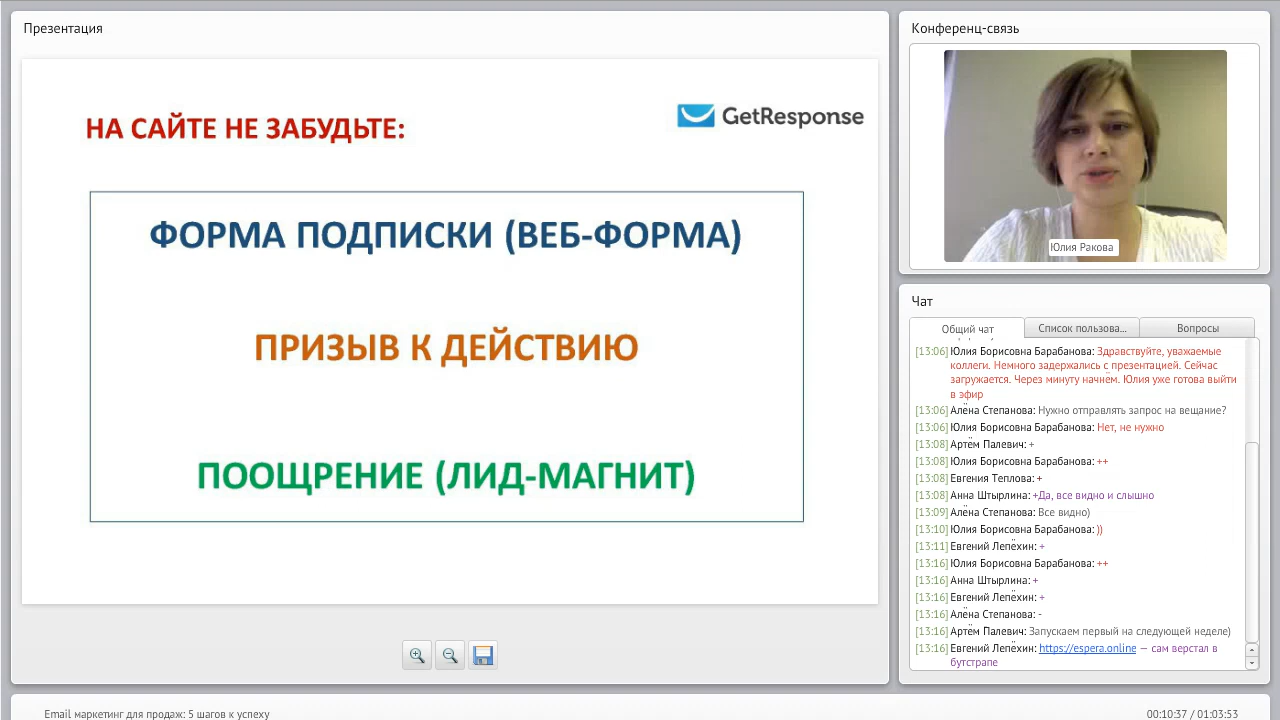 Презентация
НА САЙТЕ НЕ ЗАБУДЬТЕ:
GetResponse
ФОРМА ПОДПИСКИ (ВЕБ-ФОРМА)
ПРИЗЫВ К ДЕЙСТВИЮ
ПООЩРЕНИЕ (ЛИД-МАГНИТ)
Конференц-связь
Юлия Ракова
Чат
Общий чат
Список пользова...
Вопросы
[13:06] Юлия Борисовна Барабанова: Здравствуйте, уважаемые
коллеги. Немного задержались с презентацией. Сейчас
загружается. Через минуту начнём. Юлия уже готова выйти
в эфир
[13:06] Алёна Степанова: Нужно отправлять запрос на вещание?
[13:06] Юлия Борисовна Барабанова: Нет, не нужно
[13:08] Артём Палевич: +
[13:08] Юлия Борисовна Барабанова: ++
[13:08] Евгения Теплова: +
[13:08] Анна Штырлина: +Да, все видно и слышно
[13:09] Алёна Степанова: Все видно)
[13:10] Юлия Борисовна Барабанова: ))
[13:11] Евгений Лепёхин: +
[13:16] Юлия Борисовна Барабанова: ++
[13:16] Анна Штырлина: +
[13:16] Евгений Лепёхин: +
[13:16] Алёна Степанова: -
[13:16] Артём Палевич: Запускаем первый на следующей неделе)
[13:16] Евгений Лепёхин: https://espera.online — сам верстал в
бутстрапе
Email маркетинг для продаж: 5 шагов к успеху
00:10:37 / 01:03:53